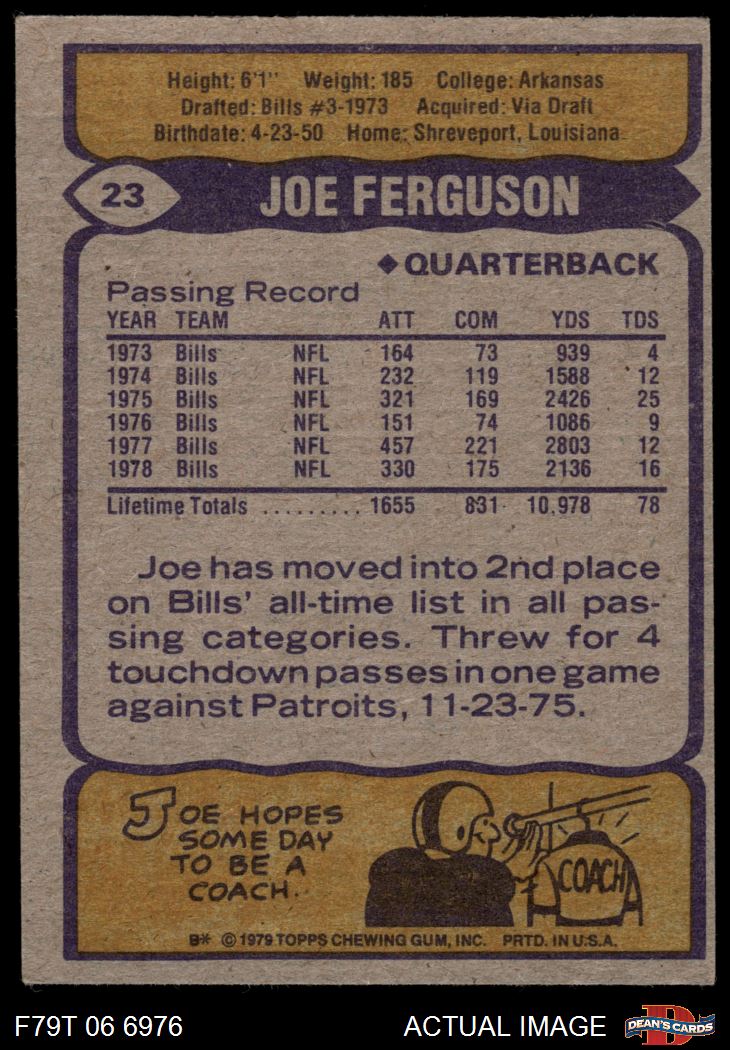 Height: 6'1" Weight: 185 College: Arkansas
Drafted: Bills #3-1973 Acquired: Via Draft
Birthdate: 4-23-50 Home: Shreveport, Louisiana
23 JOE FERGUSON
◆ QUARTERBACK
Passing Record
YEAR TEAM ATT COM YDS TDS
1973 Bills NFL 164 73 939 4
1974 Bills NFL 232 119 1588 12
1975 Bills NFL 321 169 2426 25
1976 Bills NFL 151 74 1086 9
1977 Bills NFL 457 221 2803 12
1978 Bills NFL 330 175 2136 16
Lifetime Totals ......... 1655 831 10,978 78
Joe has moved into 2nd place
on Bills' all-time list in all pas-
sing categories. Threw for 4
touchdown passes in one game
against Patroits, 11-23-75.
JOE HOPES
SOME DAY
TO BE A
COACH.
COACH
B* © 1979 TOPPS CHEWING GUM, INC. PRTD. IN U.S.A.
F79T 06 6976 ACTUAL IMAGE D DEAN'S CARDS